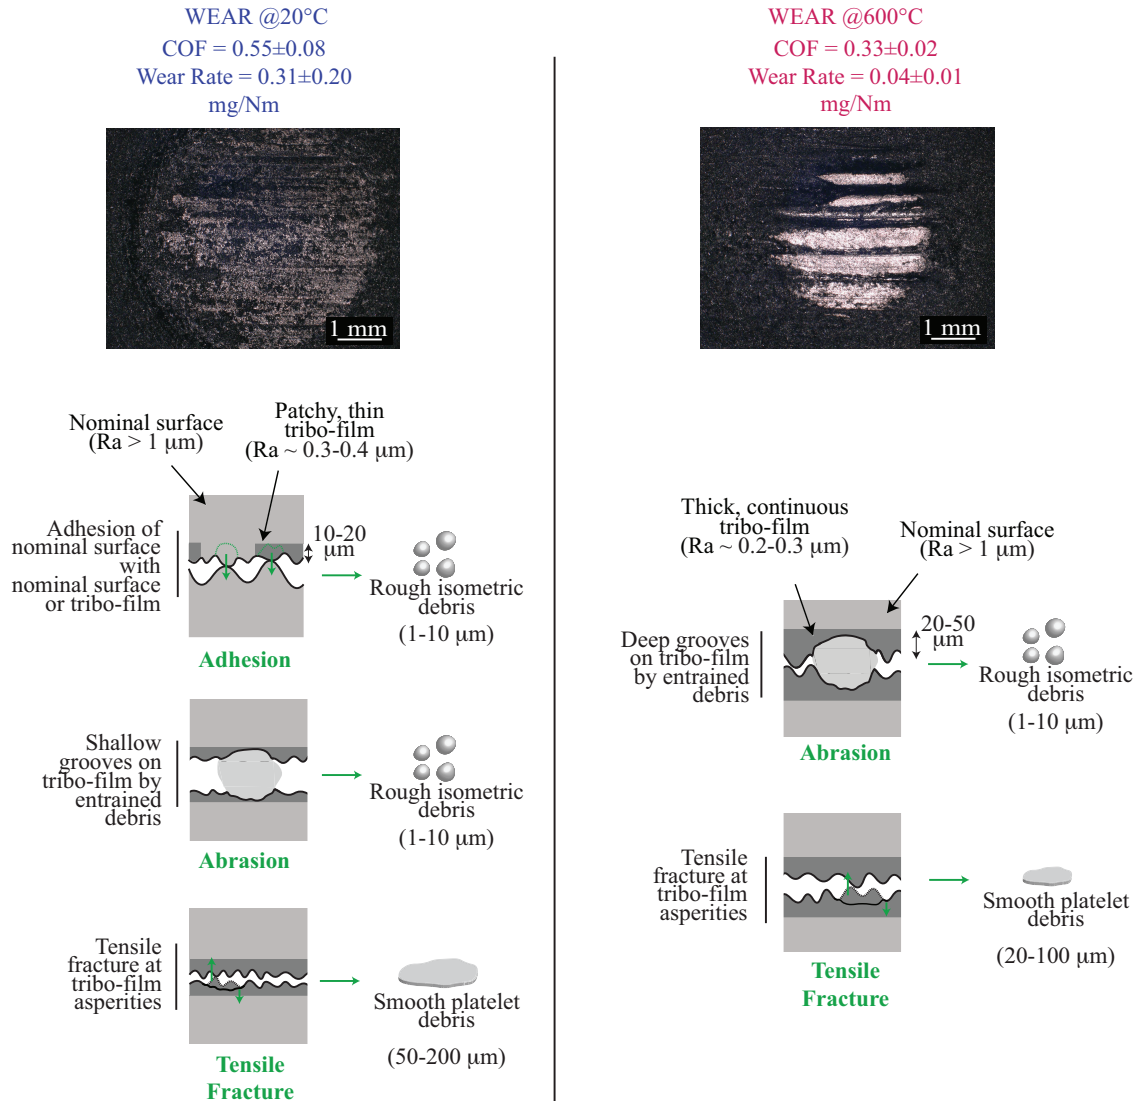 WEAR @20°C
COF = 0.55±0.08
Wear Rate = 0.31±0.20
mg/Nm
1 mm
Nominal surface
(Ra > 1 μm)
Patchy, thin
tribo-film
(Ra ~ 0.3-0.4 μm)
Adhesion of
nominal surface
with
nominal surface
or tribo-film
10-20
μm
Rough isometric
debris
(1-10 μm)
Adhesion
Shallow
grooves on
tribo-film by
entrained
debris
Rough isometric
debris
(1-10 μm)
Abrasion
Tensile
fracture at
tribo-film
asperities
Smooth platelet
debris
(50-200 μm)
Tensile
Fracture
WEAR @600°C
COF = 0.33±0.02
Wear Rate = 0.04±0.01
mg/Nm
1 mm
Thick, continuous
tribo-film
(Ra ~ 0.2-0.3 μm)
Nominal surface
(Ra > 1 μm)
Deep grooves
on tribo-film
by entrained
debris
20-50
μm
Rough isometric
debris
(1-10 μm)
Abrasion
Tensile
fracture at
tribo-film
asperities
Smooth platelet
debris
(20-100 μm)
Tensile
Fracture